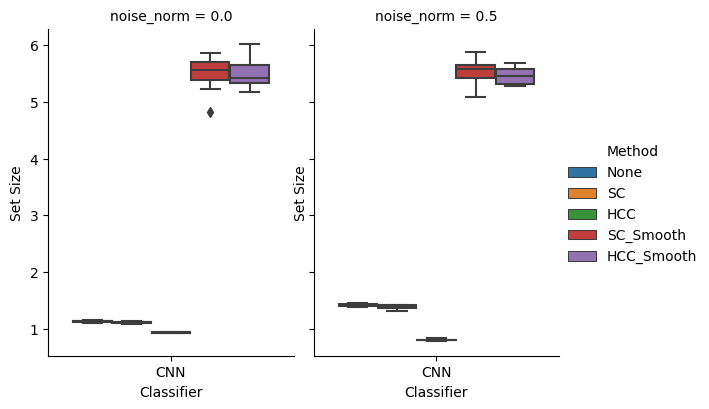 noise_norm = 0.0
noise_norm = 0.5
6
5
4
3
2
1
Set Size
Set Size
CNN
CNN
Classifier
Classifier
Method
None
SC
HCC
SC_Smooth
HCC_Smooth